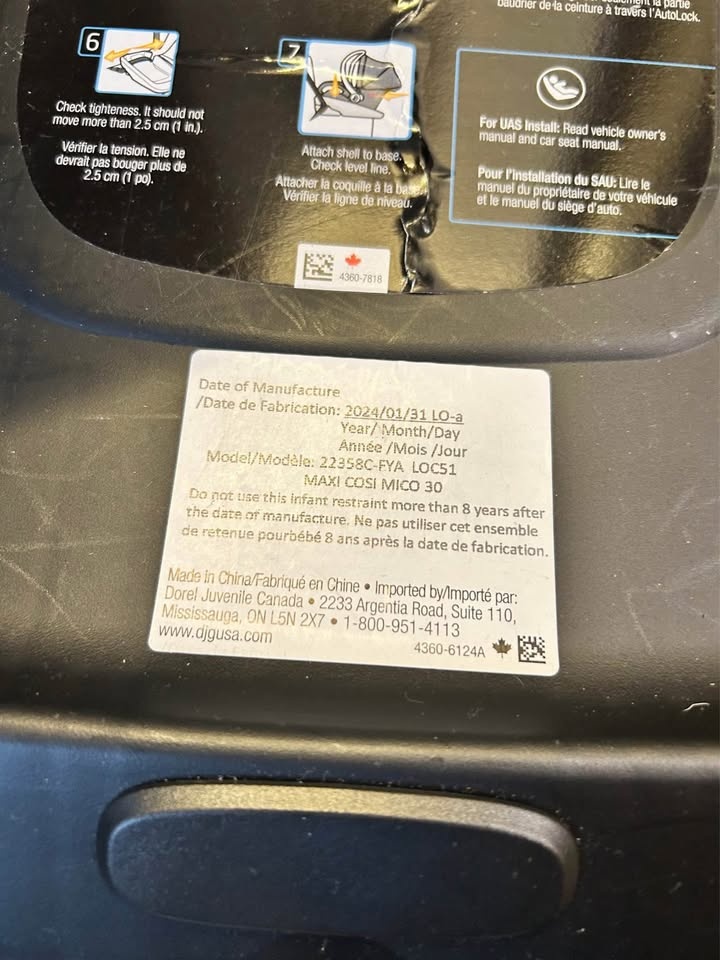 la partie
baudrier de la ceinture à travers l'AutoLock.
6
Check tightness. It should not
move more than 2.5 cm (1 in.).
Vérifier la tension. Elle ne
devrait pas bouger plus de
2.5 cm (1 po).
7
Attach shell to base.
Check level line.
Attacher la coquille à la base.
Vérifier la ligne de niveau.
For UAS Install: Read vehicle owner's
manual and car seat manual.
Pour l'installation du SAU: Lire le
manuel du propriétaire de votre véhicule
et le manuel du siège d'auto.
4360-7818
Date of Manufacture
/Date de Fabrication: 2024/01/31 LO-a
Year/ Month/Day
Année /Mois /Jour
Model/Modèle: 22358C-FYA LOC51
MAXI COSI MICO 30
Do not use this infant restraint more than 8 years after
the date of manufacture. Ne pas utiliser cet ensemble
de retenue pourbébé 8 ans après la date de fabrication.
Made in China/Fabriqué en Chine • Imported by/Importé par:
Dorel Juvenile Canada • 2233 Argentia Road, Suite 110,
Mississauga, ON L5N 2X7 • 1-800-951-4113
www.djgusa.com
4360-6124A